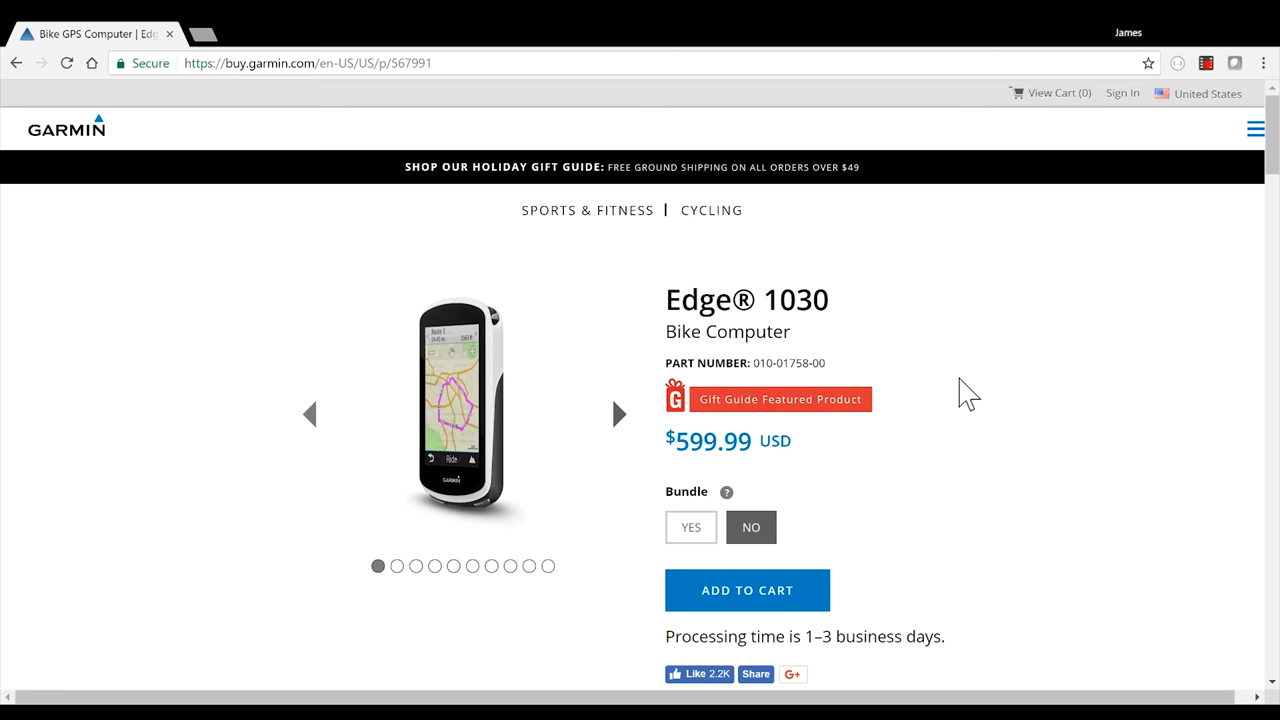 Bike GPS Computer | Edg
James
Secure
https://buy.garmin.com/en-US/US/p/567991
View Cart (0)
Sign In
United States
GARMIN
SHOP OUR HOLIDAY GIFT GUIDE: FREE GROUND SHIPPING ON ALL ORDERS OVER $49
SPORTS & FITNESS | CYCLING
Edge® 1030
Bike Computer
PART NUMBER: 010-01758-00
G Gift Guide Featured Product
$599.99 USD
Ride
GARMIN
Bundle ?
YES
NO
ADD TO CART
Processing time is 1–3 business days.
Like 2.2K
Share
G+